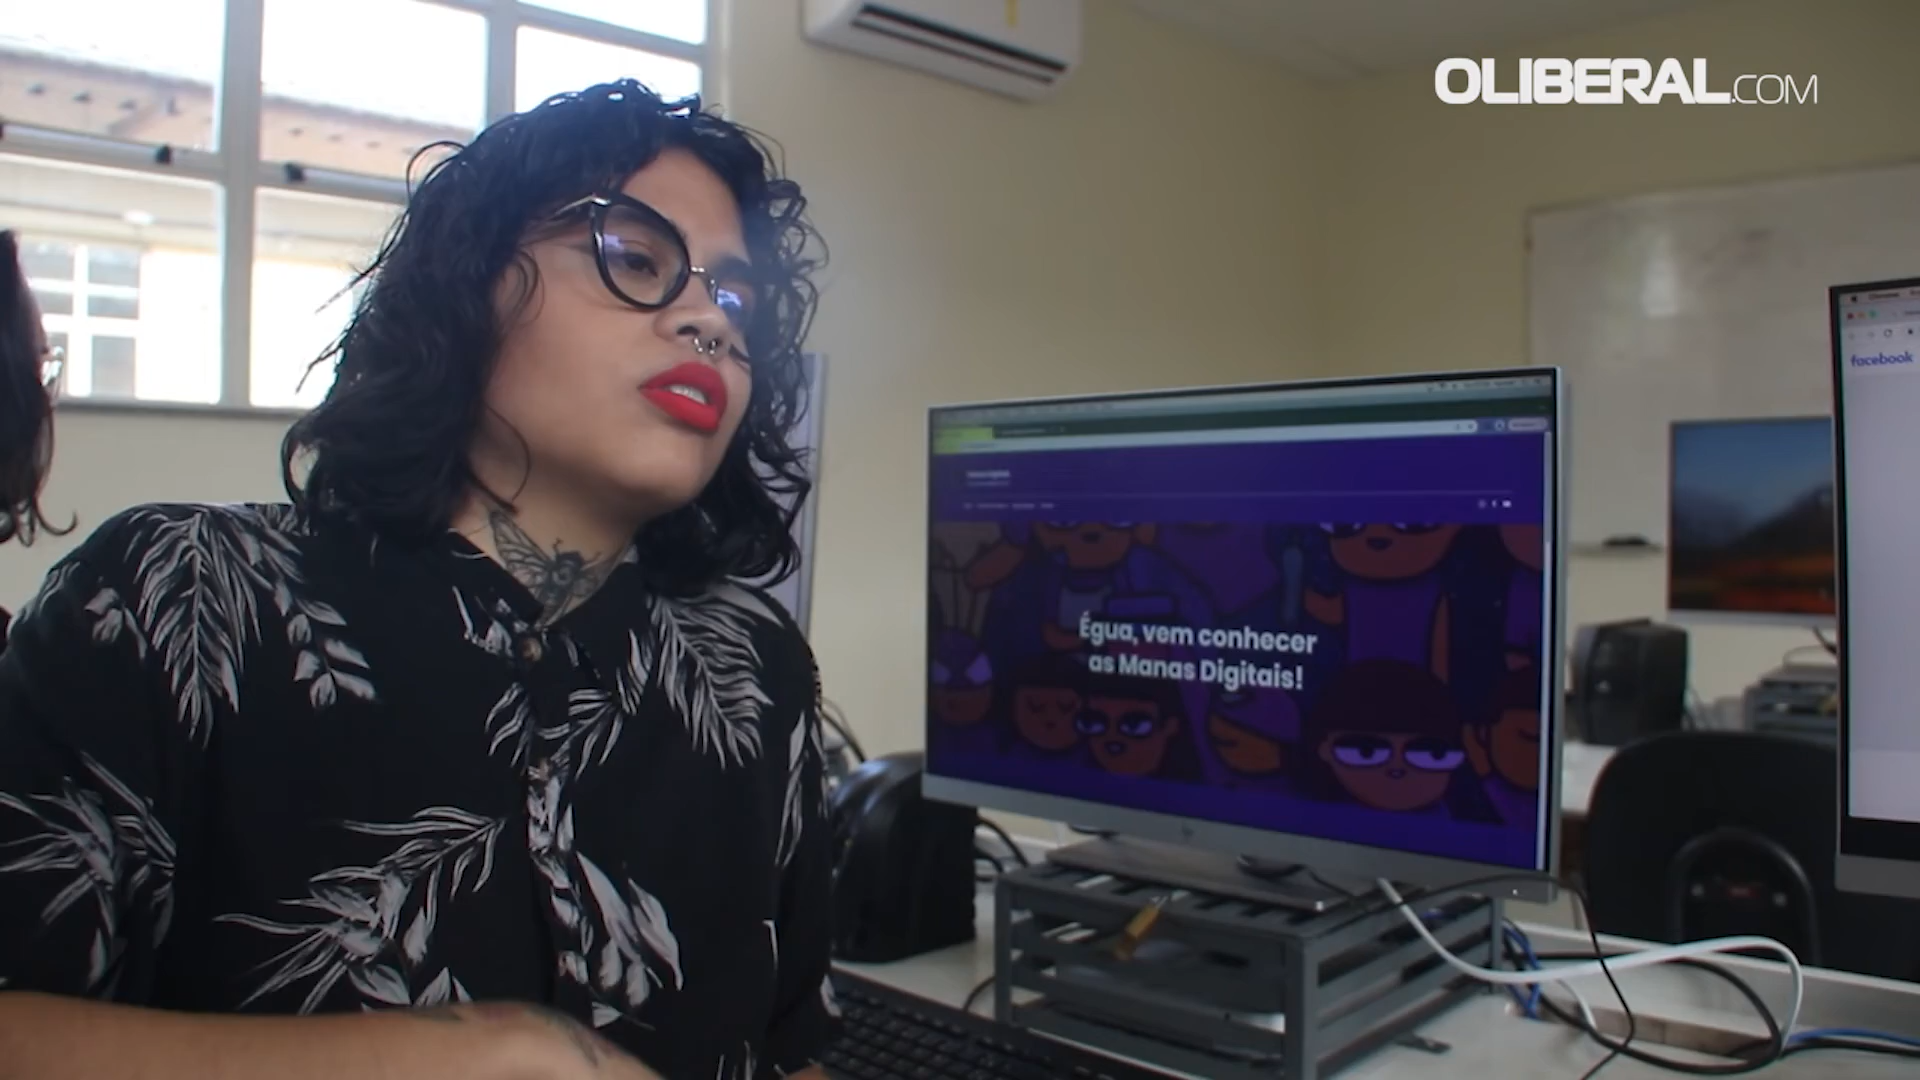 OLIBERAL.COM
facebook
Égua, vem conhecer
as Manas Digitais!